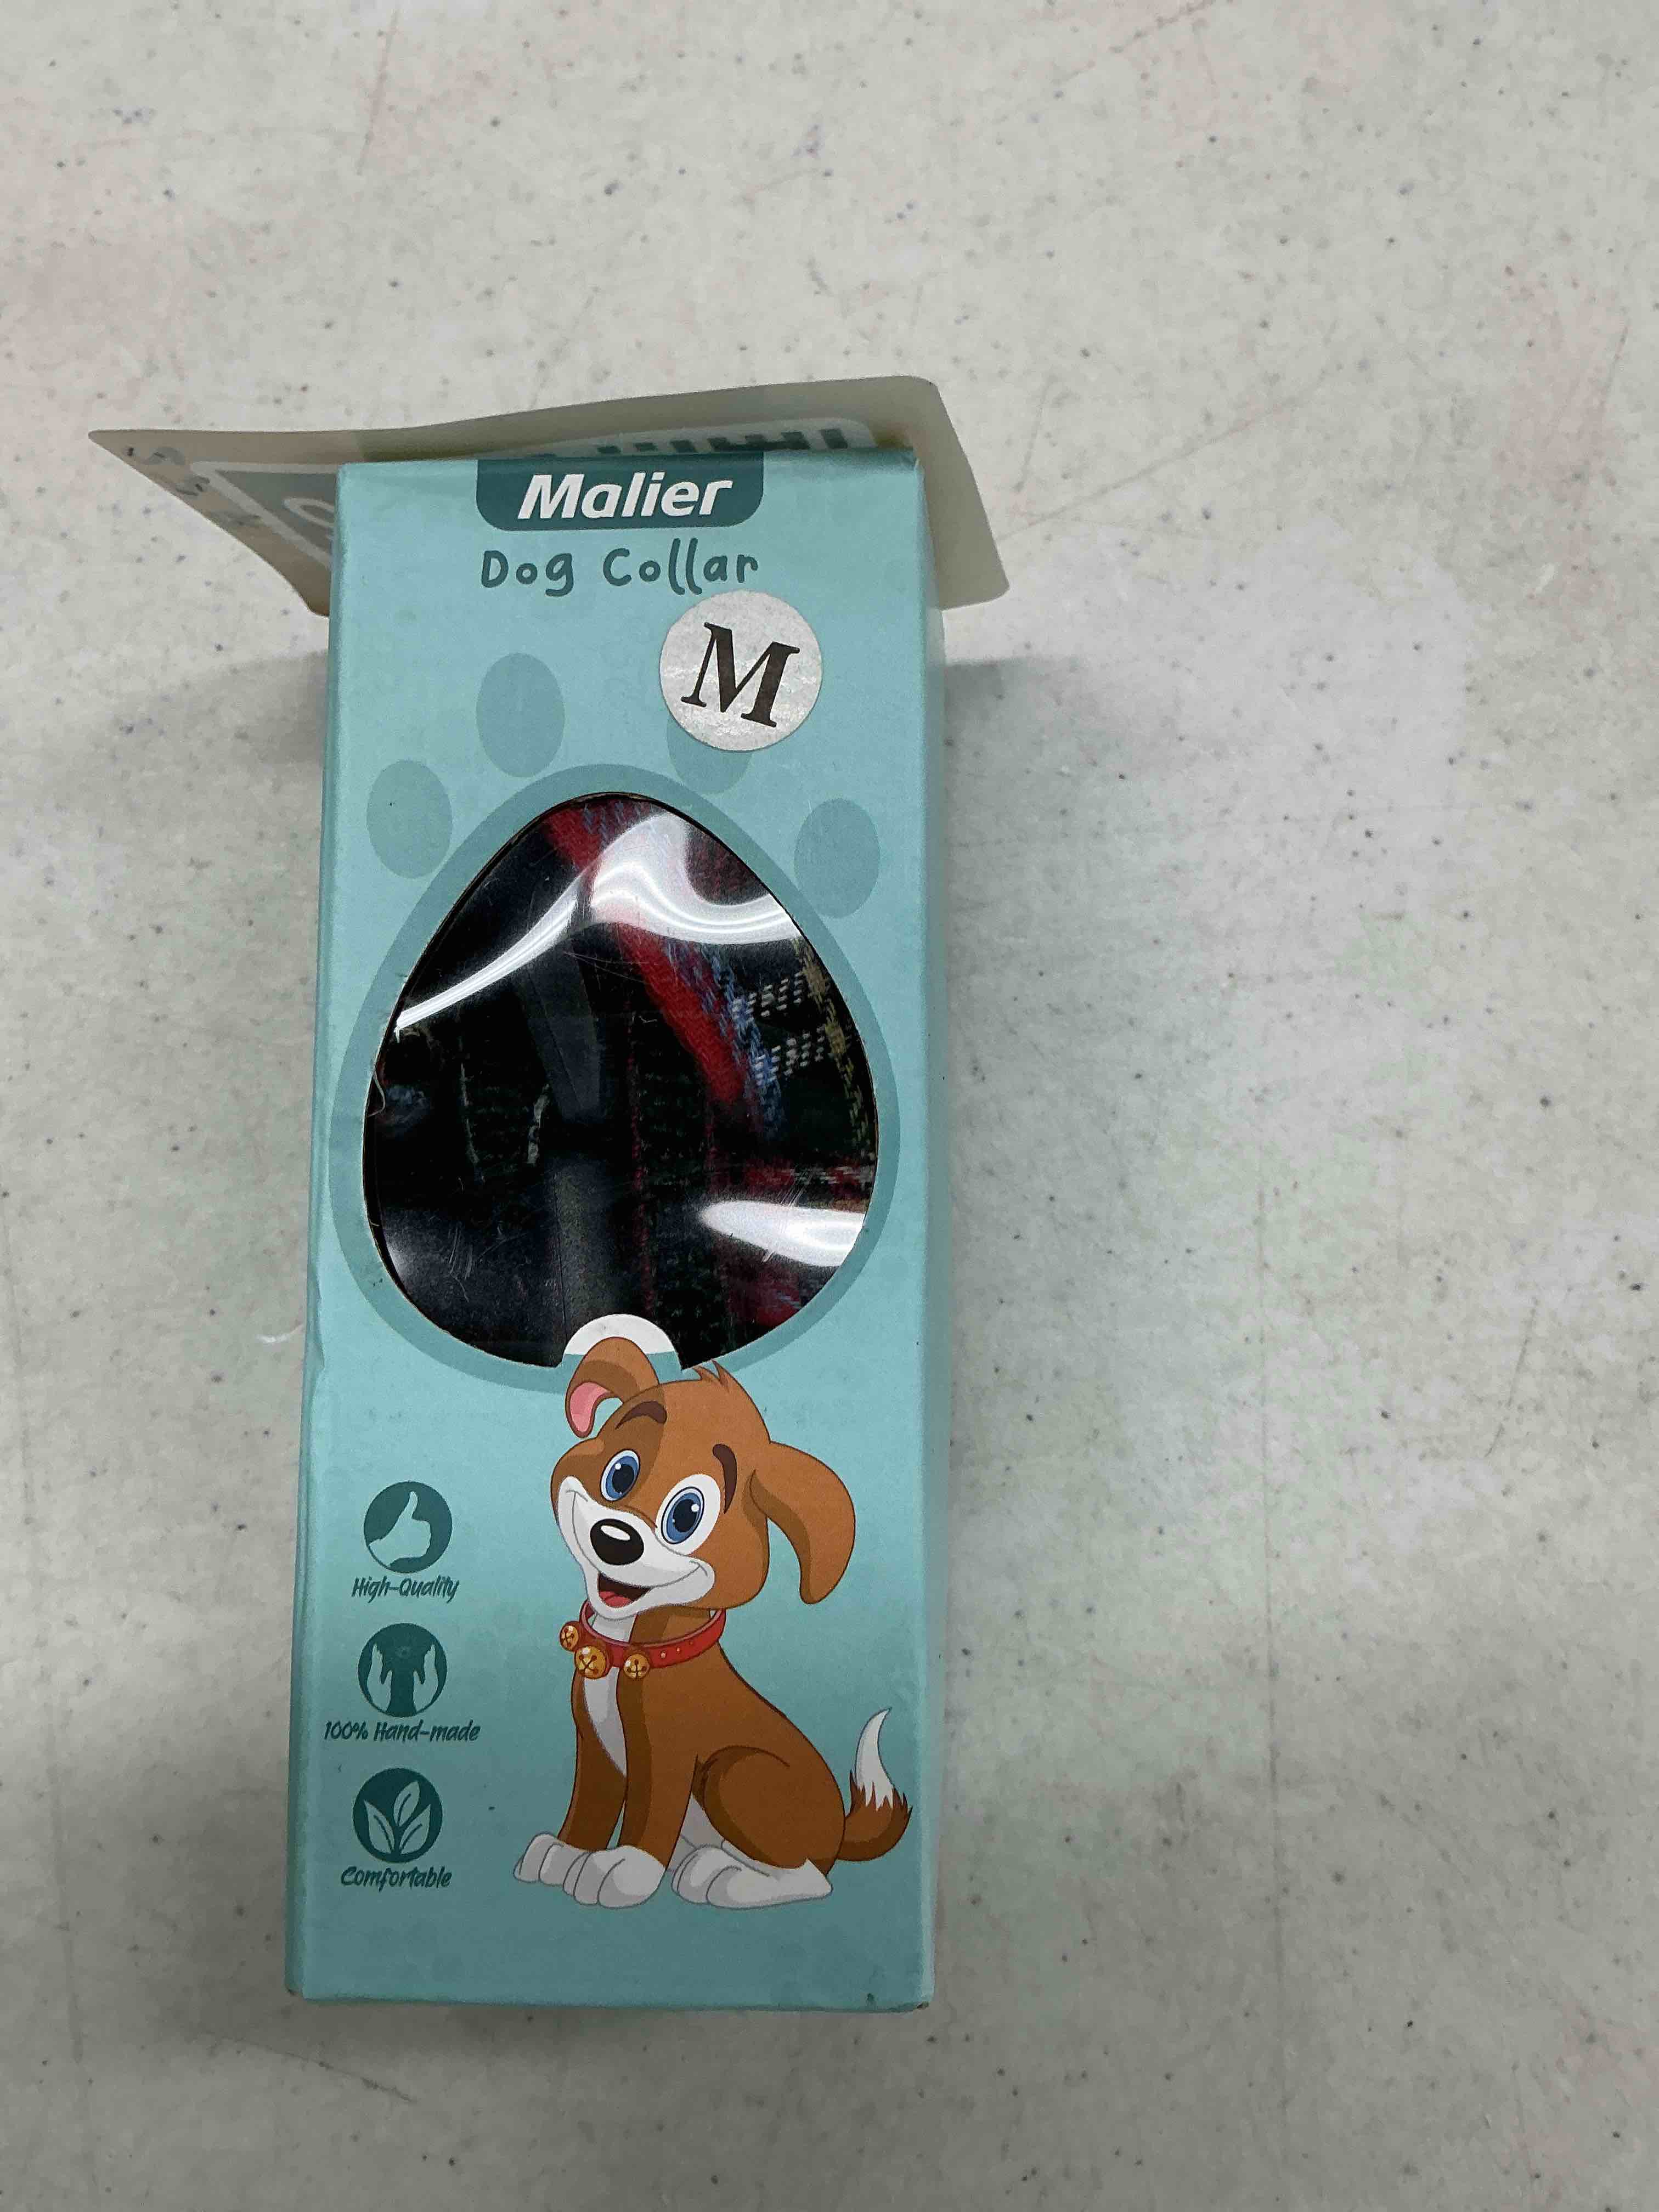 Malier
Dog Collar
M
High-Quality
100% Hand-made
Comfortable